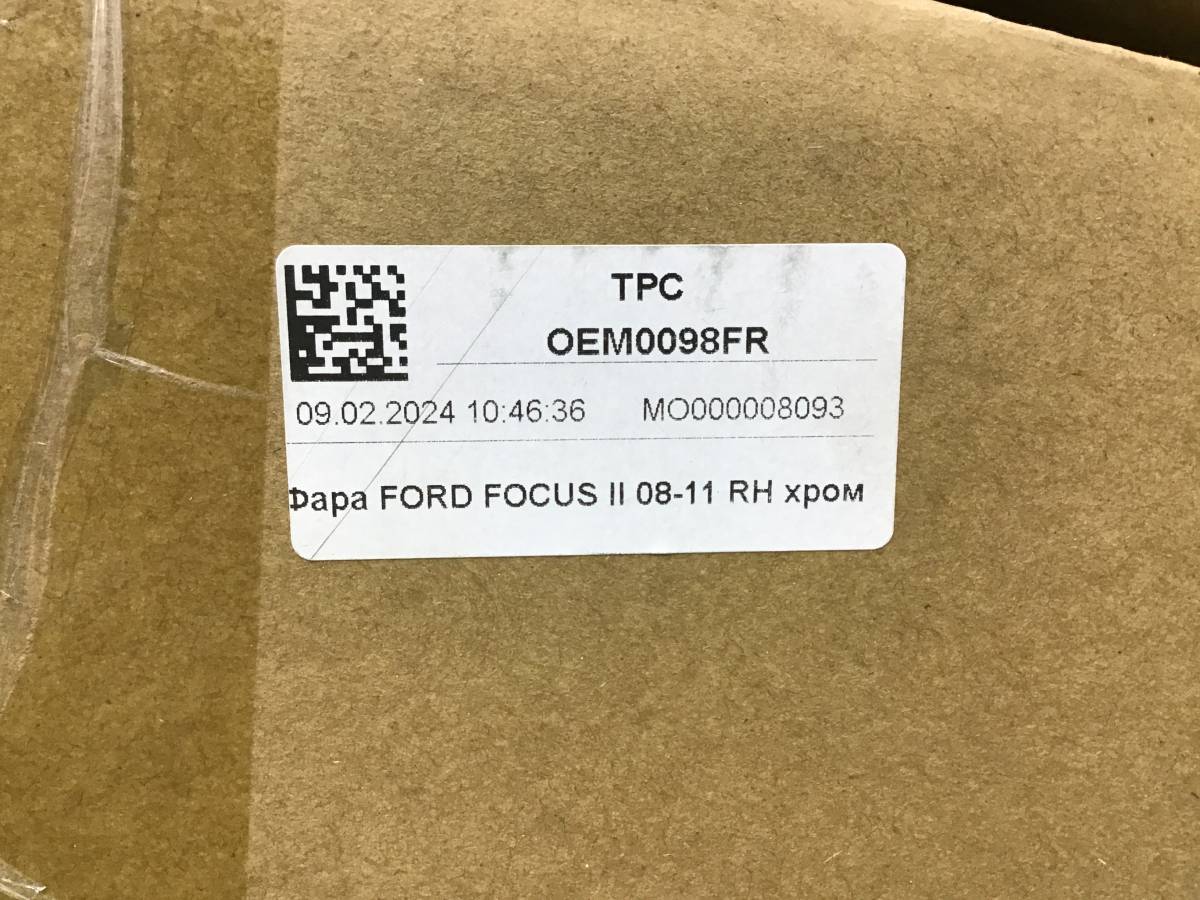 TPC
OEM0098FR
09.02.2024 10:46:36 MO000008093
Фара FORD FOCUS II 08-11 RH хром